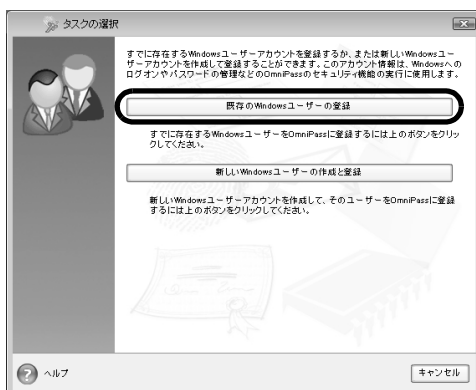 タスクの選択
すでに存在するWindowsユーザーアカウントを登録するか、または新しいWindowsユー
ザーアカウントを作成して登録することができます。このアカウント情報は、Windowsへの
ログオンやパスワードの管理などのOmniPassのセキュリティ機能の実行に使用します。
既存のWindowsユーザーの登録
すでに存在するWindowsユーザーをOmniPassに登録するには上のボタンをクリッ
クしてください。
新しいWindowsユーザーの作成と登録
新しいWindowsユーザーアカウントを作成して、そのユーザーをOmniPassに登録
するには上のボタンをクリックしてください。
ヘルプ
キャンセル